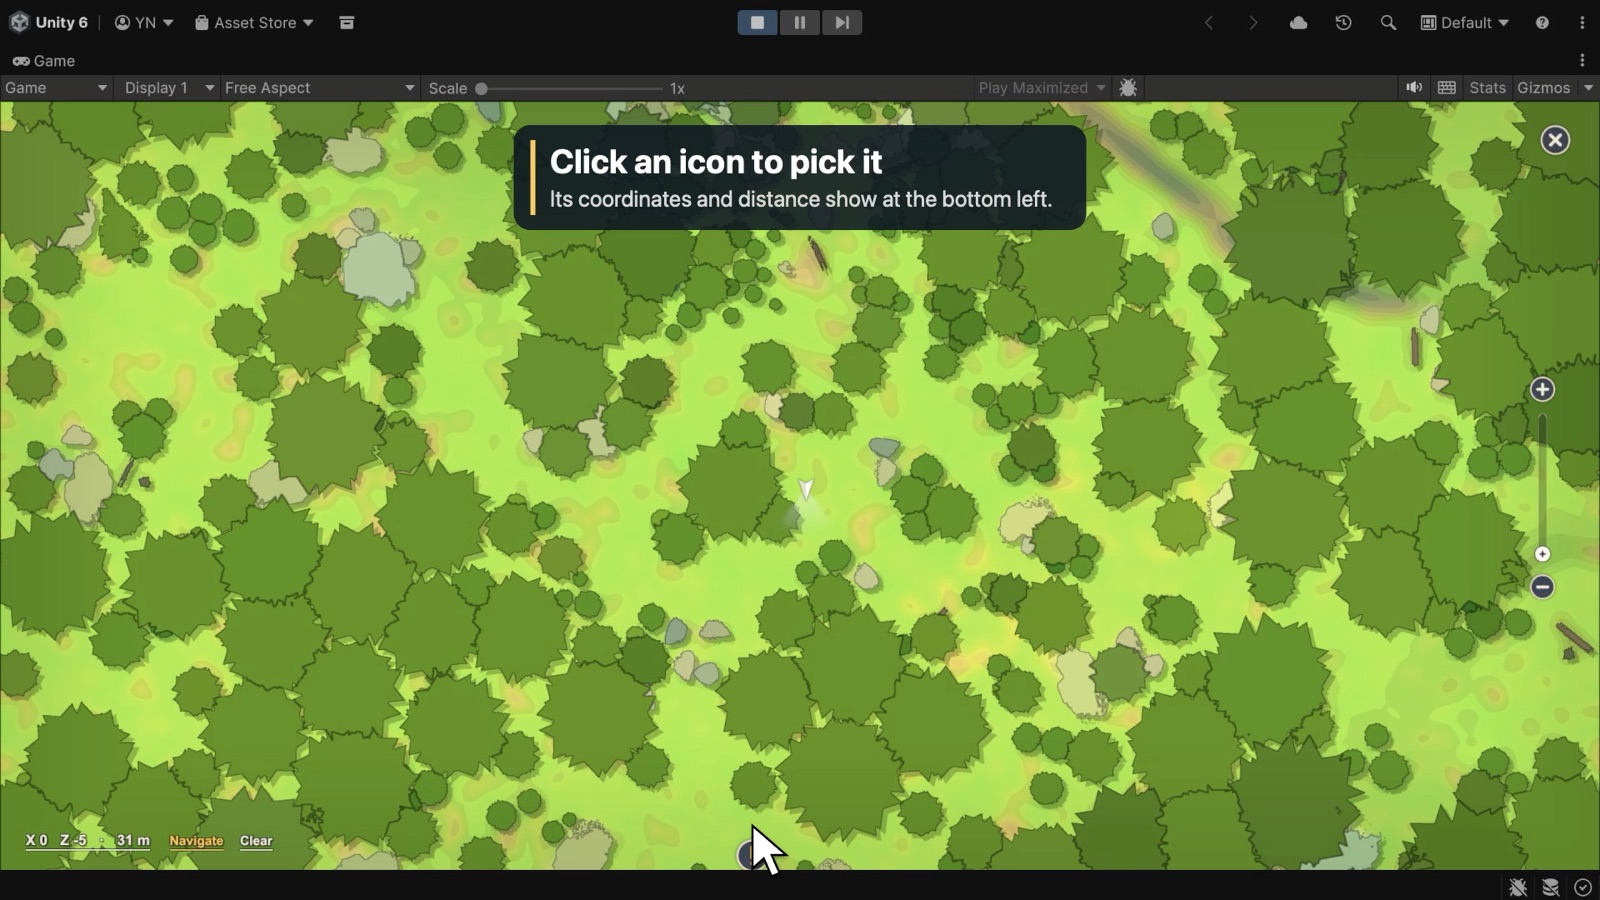 Unity 6
YN
Asset Store
Default
Game
Game
Display 1
Free Aspect
Scale
1x
Play Maximized
Stats
Gizmos
Click an icon to pick it
Its coordinates and distance show at the bottom left.
X 0 Z -5 · 31 m
Navigate
Clear